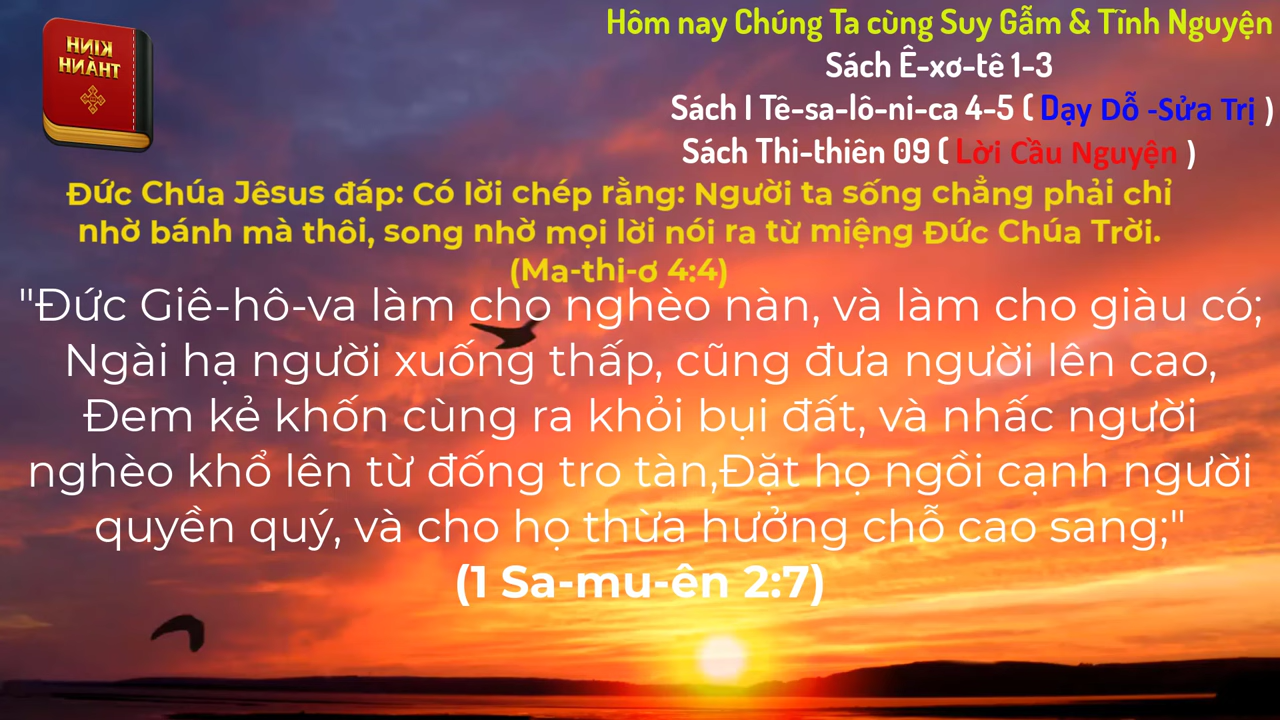 KINH
THÁNH
Hôm nay Chúng Ta cùng Suy Gẫm & Tĩnh Nguyện
Sách Ê-xơ-tê 1-3
Sách I Tê-sa-lô-ni-ca 4-5 ( Dạy Dỗ -Sửa Trị )
Sách Thi-thiên 09 ( Lời Cầu Nguyện )
Đức Chúa Jêsus đáp: Có lời chép rằng: Người ta sống chẳng phải chỉ
nhờ bánh mà thôi, song nhờ mọi lời nói ra từ miệng Đức Chúa Trời.
(Ma-thi-ơ 4:4)
"Đức Giê-hô-va làm cho nghèo nàn, và làm cho giàu có;
Ngài hạ người xuống thấp, cũng đưa người lên cao,
Đem kẻ khốn cùng ra khỏi bụi đất, và nhấc người
nghèo khổ lên từ đống tro tàn,Đặt họ ngồi cạnh người
quyền quý, và cho họ thừa hưởng chỗ cao sang;"
(1 Sa-mu-ên 2:7)